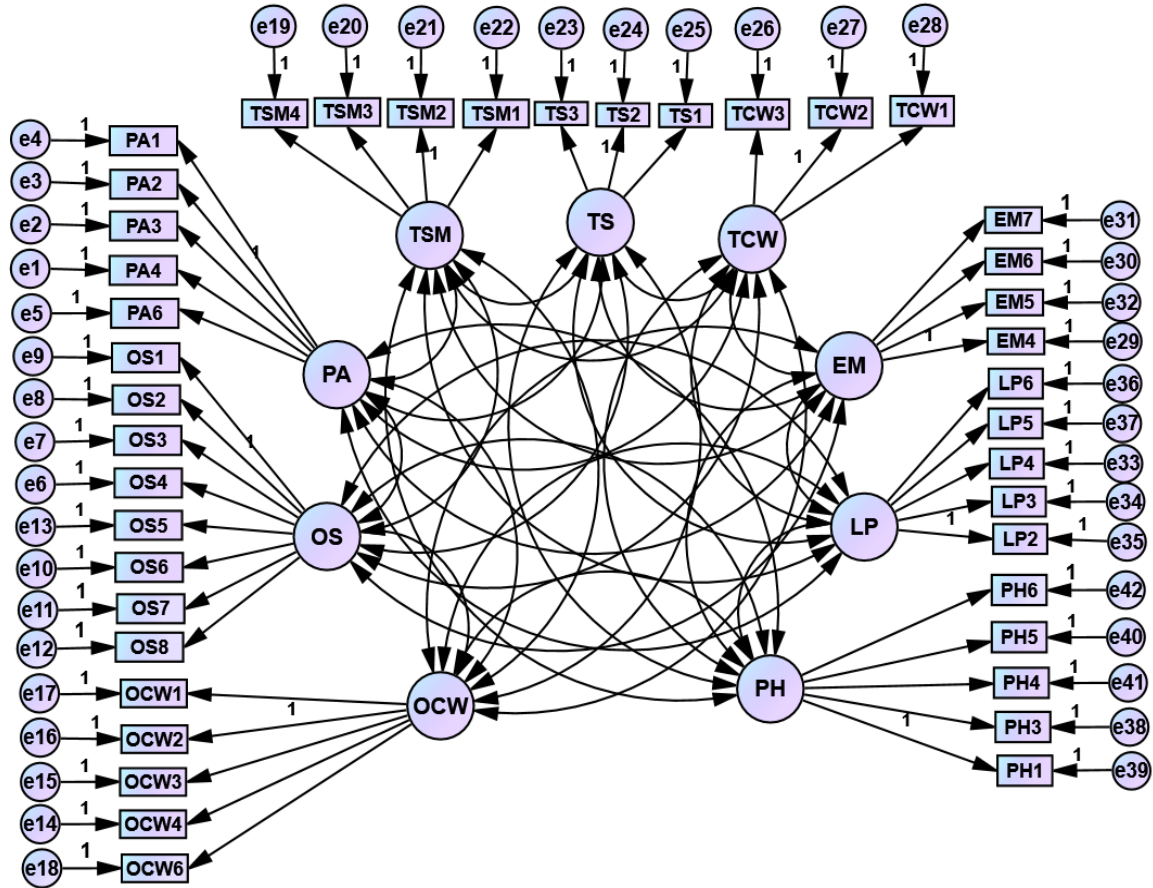 e19 e20 e21 e22 e23 e24 e25 e26 e27 e28
1 1 1 1 1 1 1 1 1 1
TSM4 TSM3 TSM2 TSM1 TS3 TS2 TS1 TCW3 TCW2 TCW1
1 1 1
TSM TS TCW
e4 1 PA1
e3 1 PA2
e2 1 PA3
e1 1 PA4
e5 1 PA6
1
PA
e9 1 OS1
e8 1 OS2
e7 1 OS3
e6 1 OS4
e13 1 OS5
e10 1 OS6
e11 1 OS7
e12 1 OS8
1
OS
e17 1 OCW1
e16 1 OCW2
e15 1 OCW3
e14 1 OCW4
e18 1 OCW6
1
OCW
EM7 1 e31
EM6 1 e30
EM5 1 e32
EM4 1 e29
1
EM
LP6 1 e36
LP5 1 e37
LP4 1 e33
LP3 1 e34
LP2 1 e35
1
LP
PH6 1 e42
PH5 1 e40
PH4 1 e41
PH3 1 e38
PH1 1 e39
1
PH